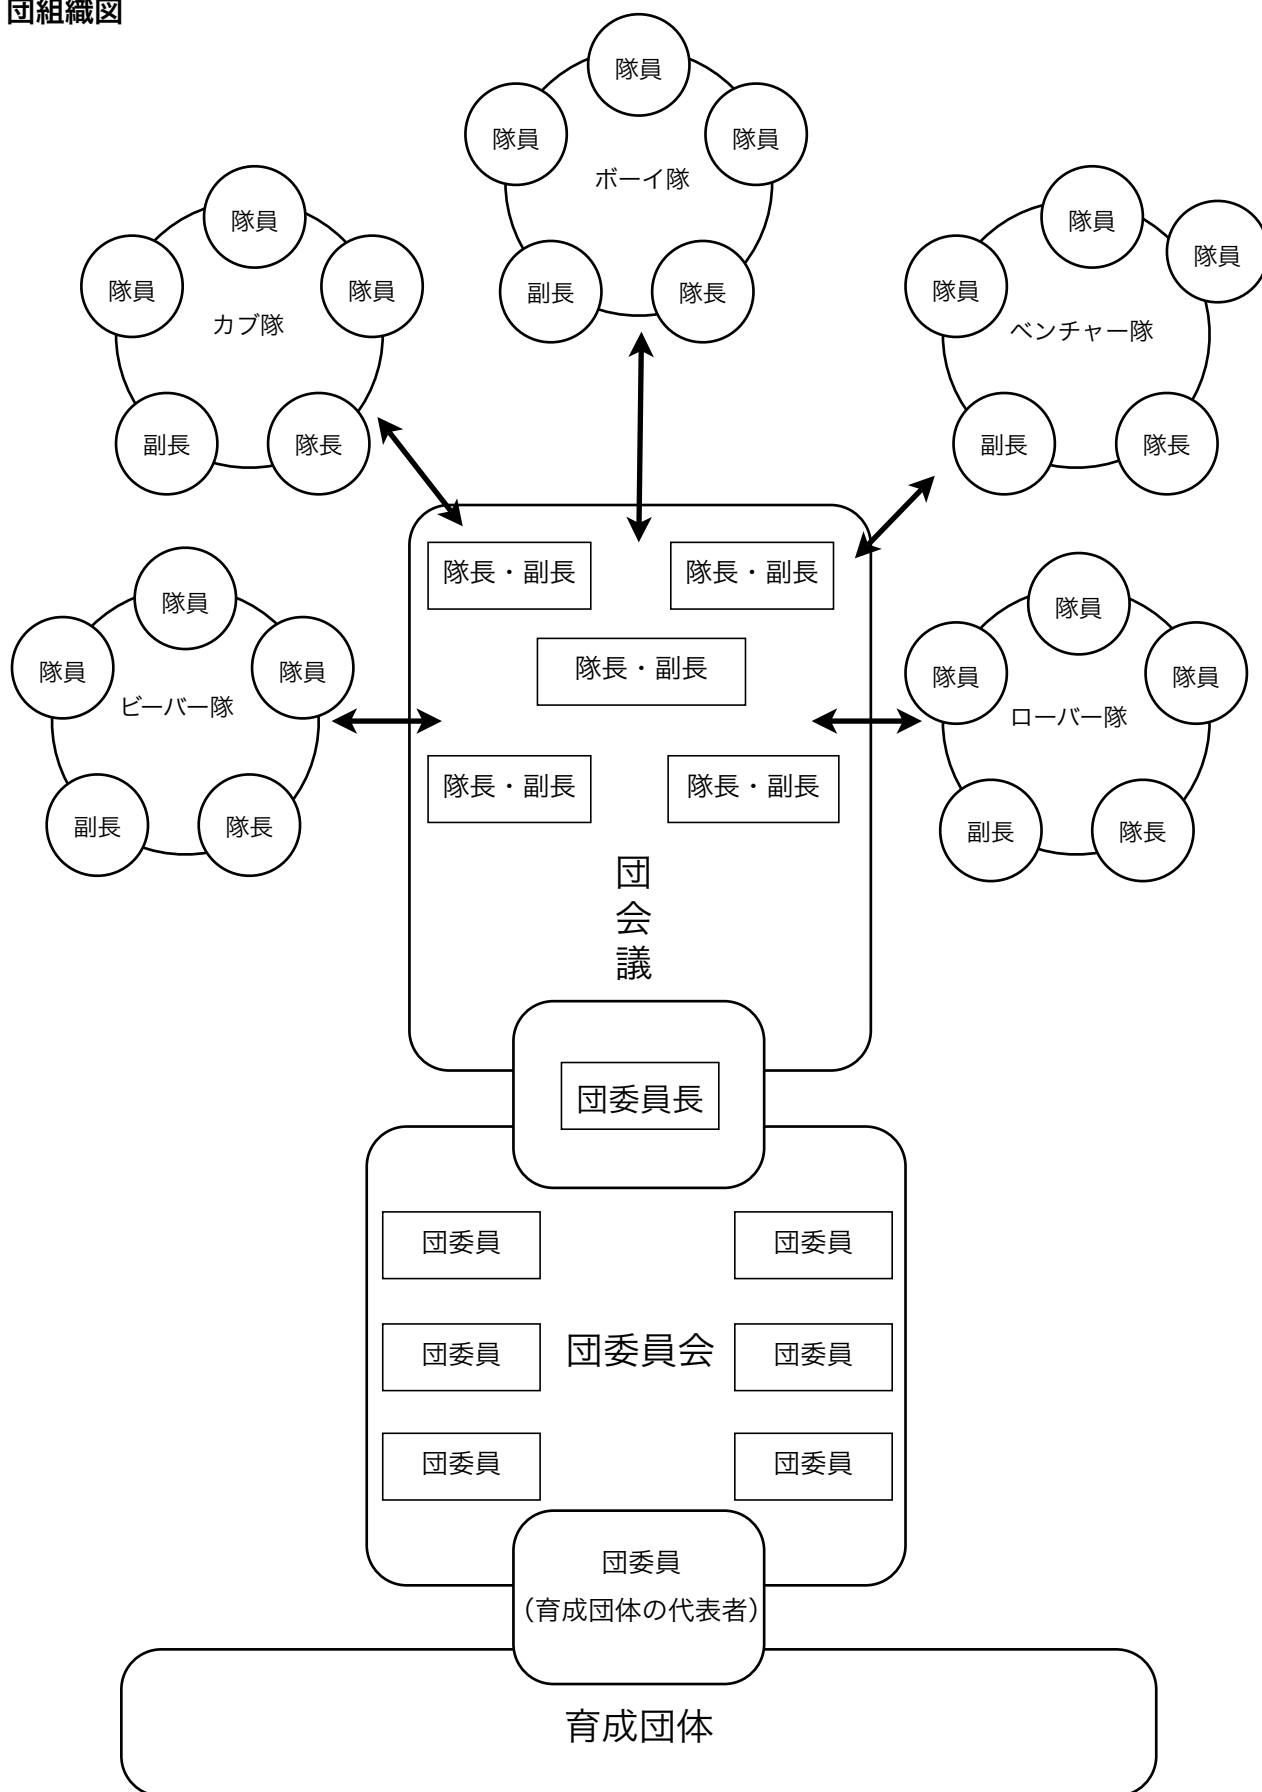 団組織図
隊員
隊員
隊員
ボーイ隊
副長
隊長
隊員
隊員
隊員
カブ隊
副長
隊長
隊員
隊員
隊員
ベンチャー隊
副長
隊長
隊員
隊員
隊員
ビーバー隊
副長
隊長
隊員
隊員
隊員
ローバー隊
副長
隊長
隊長・副長
隊長・副長
隊長・副長
隊長・副長
隊長・副長
団会議
団委員長
団委員
団委員
団委員
団委員会
団委員
団委員
団委員
団委員
（育成団体の代表者）
育成団体